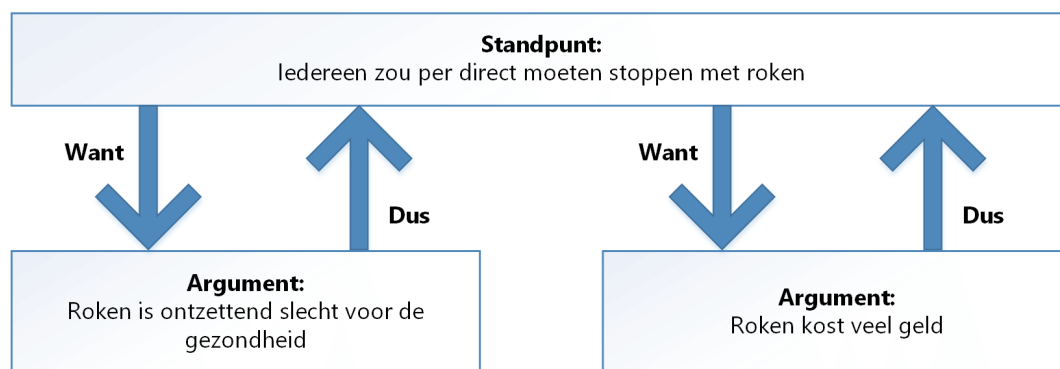 Standpunt:
Iedereen zou per direct moeten stoppen met roken
Want
Dus
Want
Dus
Argument:
Roken is ontzettend slecht voor de
gezondheid
Argument:
Roken kost veel geld